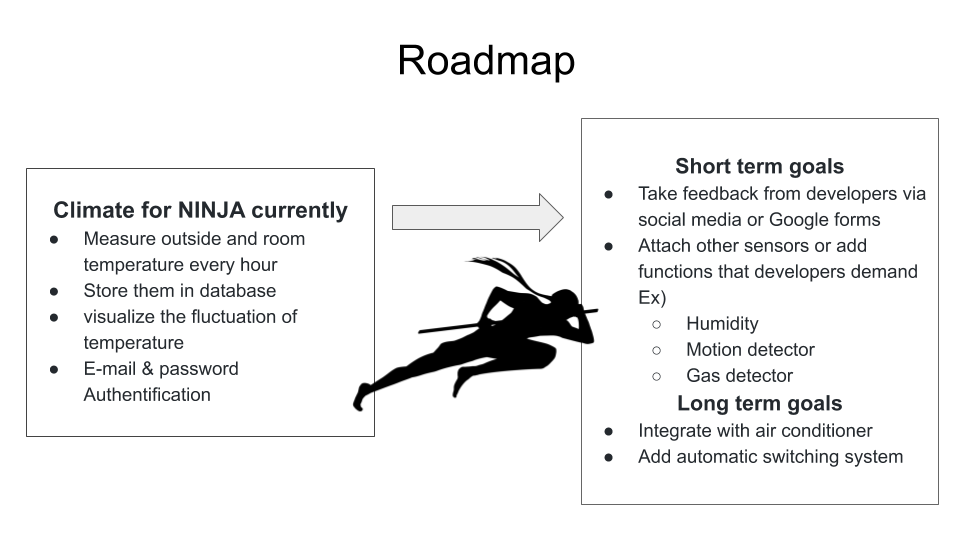 Roadmap
Climate for NINJA currently
● Measure outside and room
temperature every hour
● Store them in database
● visualize the fluctuation of
temperature
● E-mail & password
Authentification
Short term goals
● Take feedback from developers via
social media or Google forms
● Attach other sensors or add
functions that developers demand
Ex)
○ Humidity
○ Motion detector
○ Gas detector
Long term goals
● Integrate with air conditioner
● Add automatic switching system